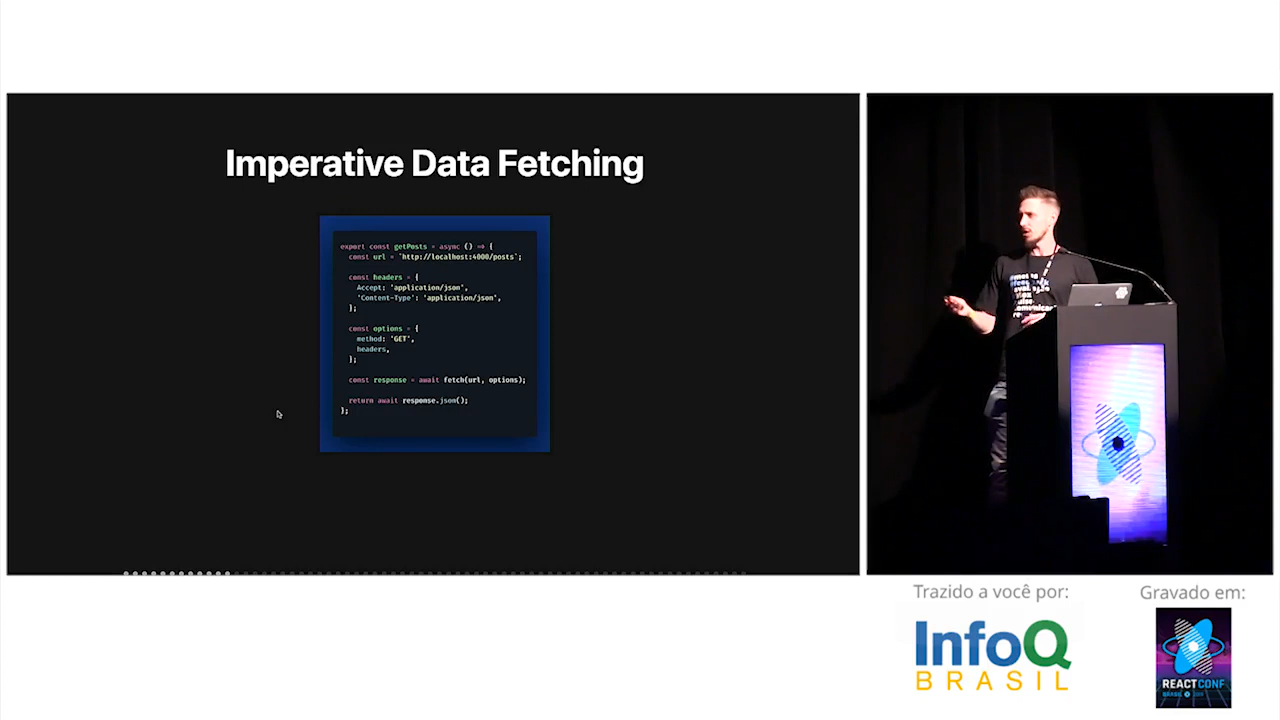 Imperative Data Fetching
export const getPosts = async () => {
const url = `http://localhost:4000/posts`;
const headers = {
Accept: 'application/json',
'Content-Type': 'application/json',
};
const options = {
method: 'GET',
headers,
};
const response = await fetch(url, options);
return await response.json();
};
Trazido a você por:
InfoQ
BRASIL
Gravado em:
REACTCONF
BRASIL